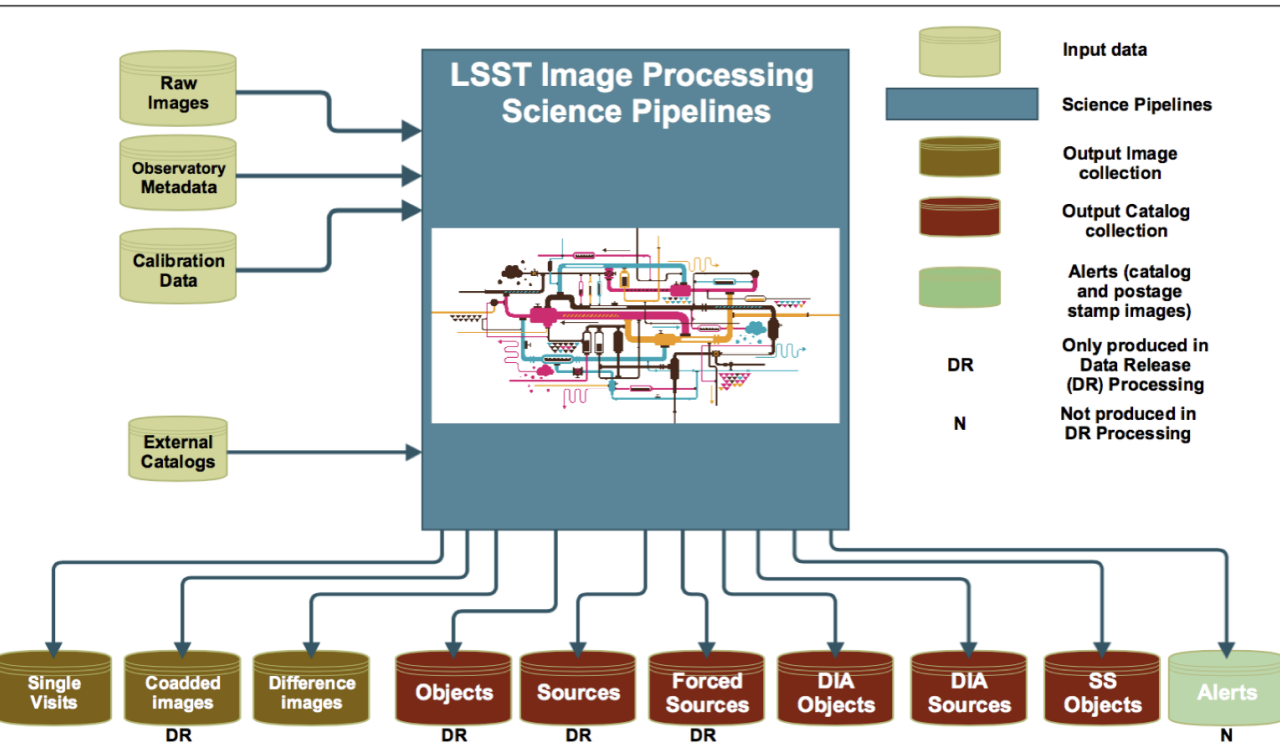 LSST Image Processing
Science Pipelines
Raw
Images
Observatory
Metadata
Calibration
Data
External
Catalogs
Input data
Science Pipelines
Output Image
collection
Output Catalog
collection
Alerts (catalog
and postage
stamp images)
DR
Only produced in
Data Release
(DR) Processing
N
Not produced in
DR Processing
Single
Visits
Coadded
images
DR
Difference
images
Objects
DR
Sources
DR
Forced
Sources
DR
DIA
Objects
DIA
Sources
SS
Objects
Alerts
N